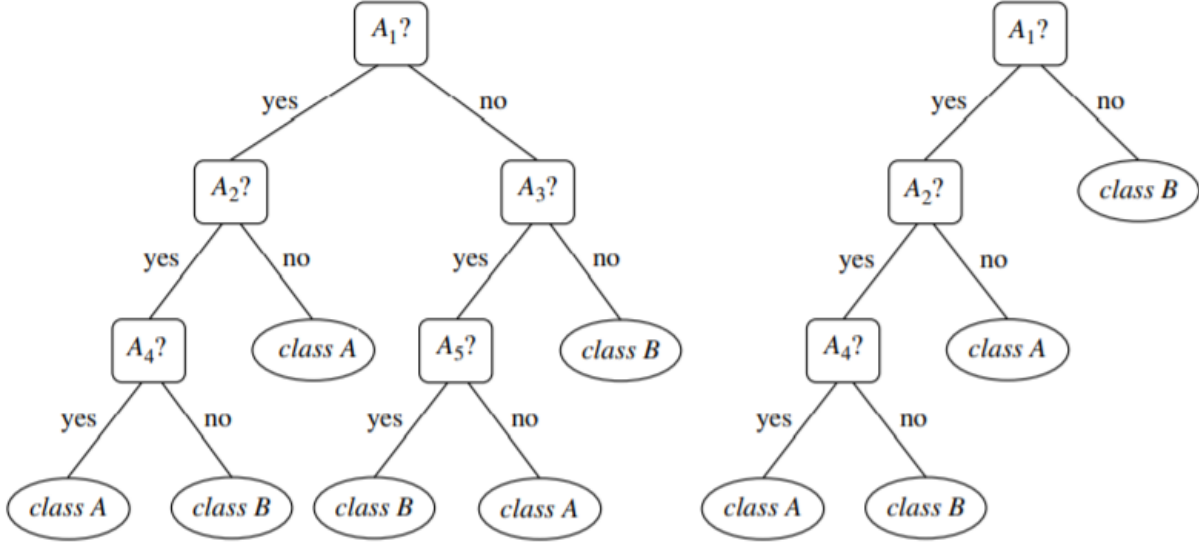 A₁? A₁?
yes no yes no
A₂? A₃? A₂? class B
yes no yes no yes no
A₄? class A A₅? class B A₄? class A
yes no yes no yes no
class A class B class B class A class A class B